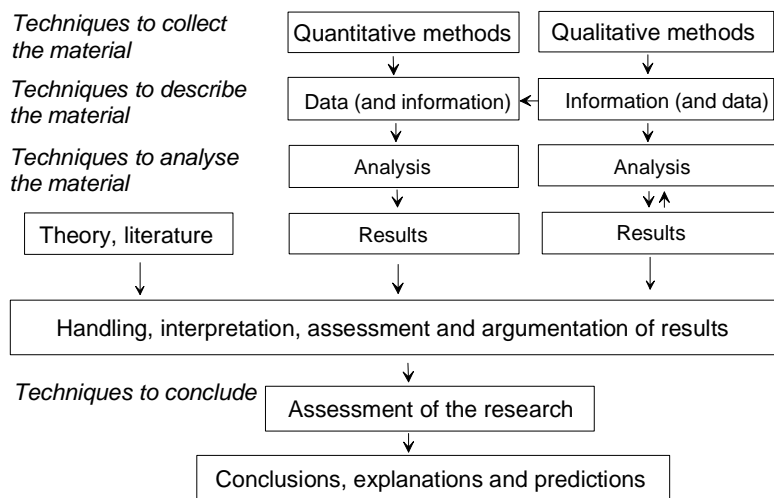 Techniques to collect
the material
Quantitative methods
Qualitative methods
Techniques to describe
the material
Data (and information)
Information (and data)
Techniques to analyse
the material
Analysis
Analysis
Theory, literature
Results
Results
Handling, interpretation, assessment and argumentation of results
Techniques to conclude
Assessment of the research
Conclusions, explanations and predictions